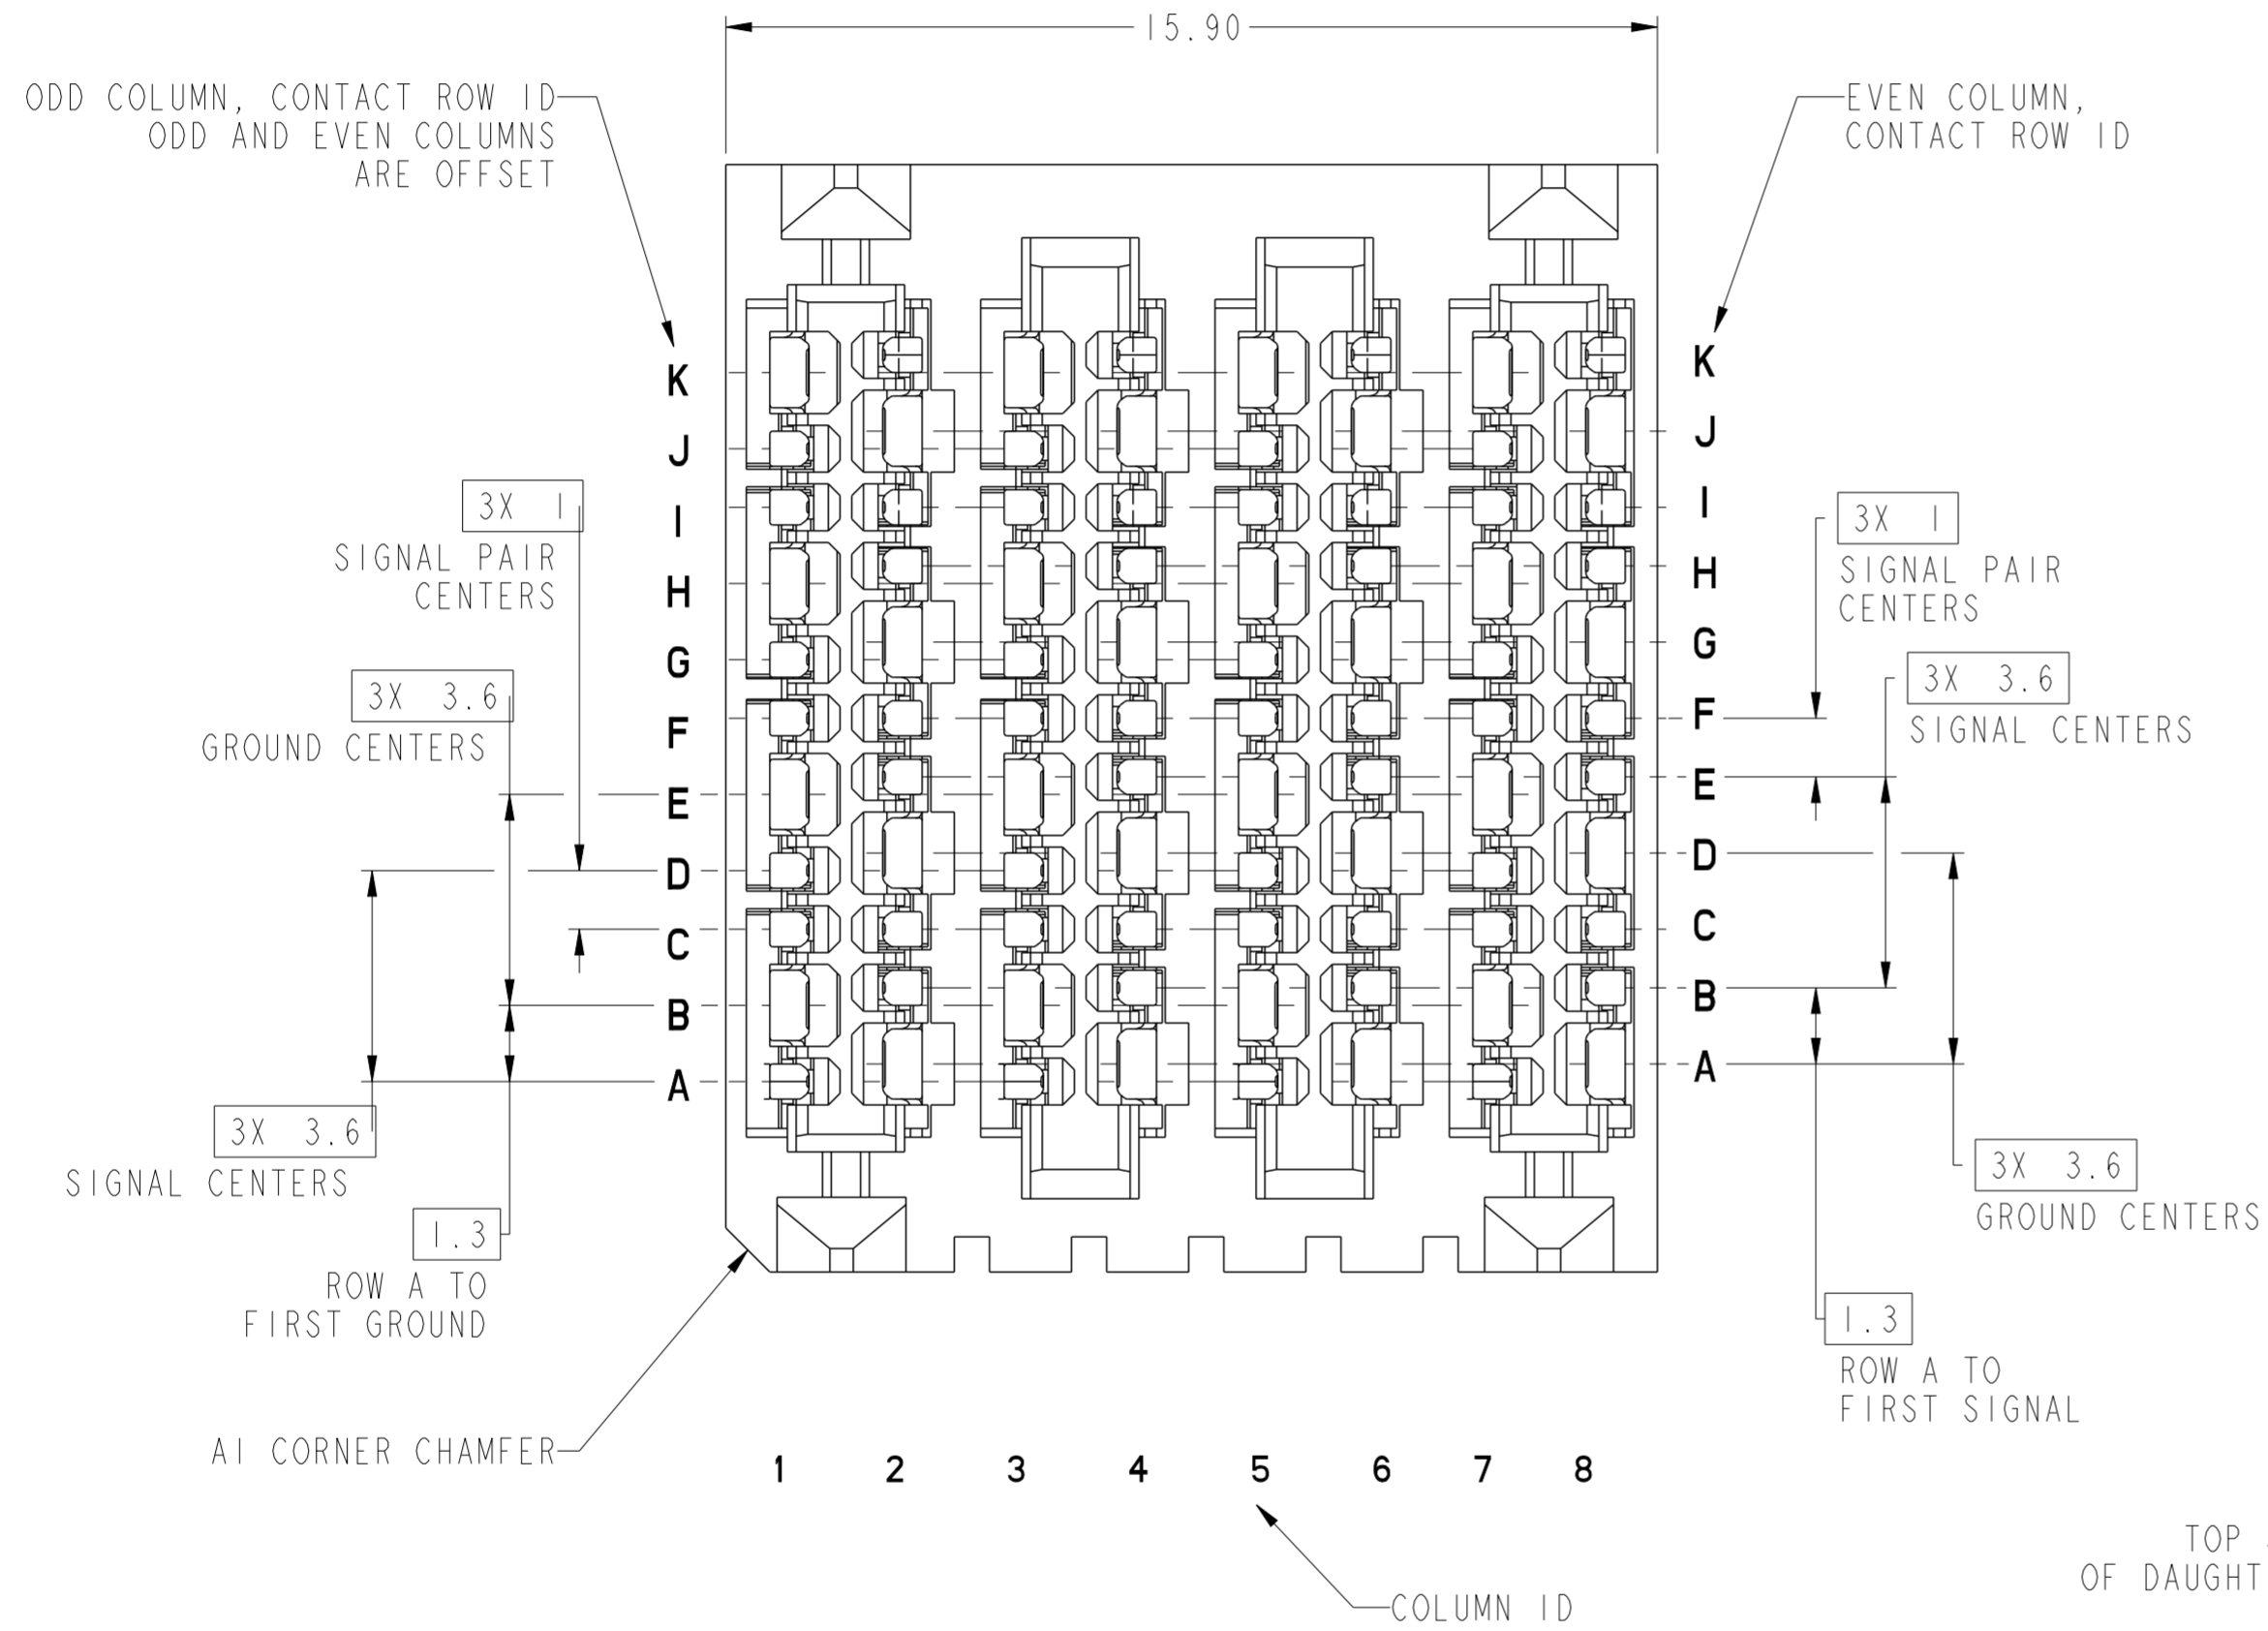 15.90
ODD COLUMN, CONTACT ROW ID
ODD AND EVEN COLUMNS
ARE OFFSET
EVEN COLUMN,
CONTACT ROW ID
K
J
I
H
G
F
E
D
C
B
A
K
J
I
H
G
F
E
D
C
B
A
3X 1
SIGNAL PAIR
CENTERS
3X 3.6
GROUND CENTERS
3X 3.6
SIGNAL CENTERS
1.3
ROW A TO
FIRST GROUND
A1 CORNER CHAMFER
3X 1
SIGNAL PAIR
CENTERS
3X 3.6
SIGNAL CENTERS
3X 3.6
GROUND CENTERS
1.3
ROW A TO
FIRST SIGNAL
1 2 3 4 5 6 7 8
COLUMN ID
TOP
OF DAUGHT